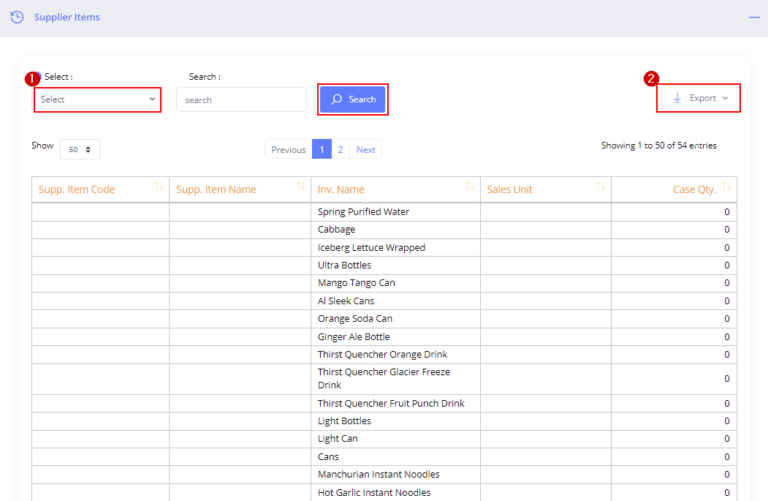 Supplier Items
1 Select :
Search :
2
Select
search
Search
Export
Show
50
Previous 1 2 Next
Showing 1 to 50 of 54 entries
Supp. Item Code Supp. Item Name Inv. Name Sales Unit Case Qty.
Spring Purified Water 0
Cabbage 0
Iceberg Lettuce Wrapped 0
Ultra Bottles 0
Mango Tango Can 0
Al Sleek Cans 0
Orange Soda Can 0
Ginger Ale Bottle 0
Thirst Quencher Orange Drink 0
Thirst Quencher Glacier Freeze
Drink 0
Thirst Quencher Fruit Punch Drink 0
Light Bottles 0
Light Can 0
Cans 0
Manchurian Instant Noodles 0
Hot Garlic Instant Noodles 0